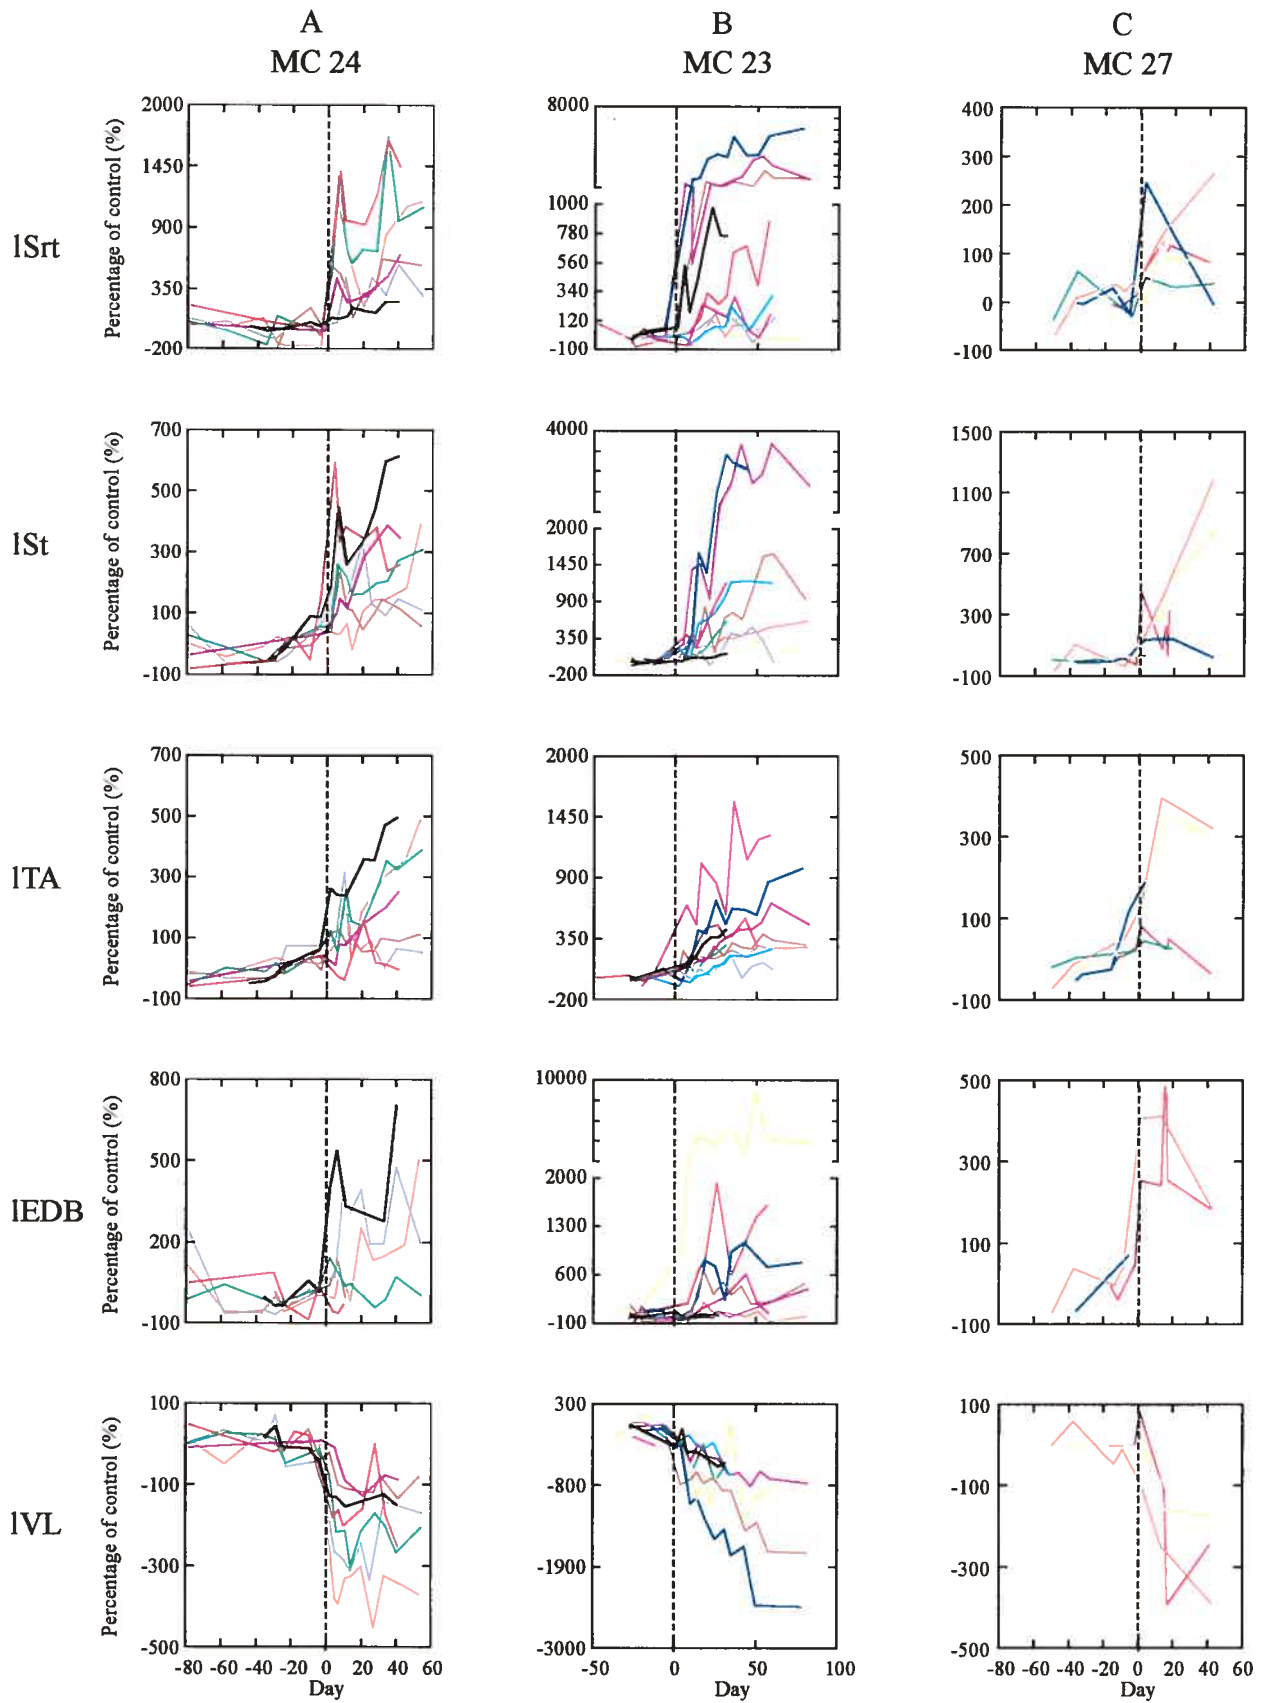 A B C
MC 24 MC 23 MC 27
lSrt
Percentage of control (%)
2000 1450 900 350 -200
8000 1000 780 560 340 120 -100
400 300 200 100 0 -100
lSt
Percentage of control (%)
700 500 300 100 -100
4000 2000 1450 900 350 -200
1500 1100 700 300 -100
lTA
Percentage of control (%)
700 500 300 100 -100
2000 1450 900 350 -200
500 300 100 -100
lEDB
Percentage of control (%)
800 500 200 -100
10000 2000 1300 600 -100
500 300 100 -100
lVL
Percentage of control (%)
100 -100 -300 -500
300 -800 -1900 -3000
100 -100 -300 -500
-80 -60 -40 -20 0 20 40 60
-50 0 50 100
-80 -60 -40 -20 0 20 40 60
Day Day Day